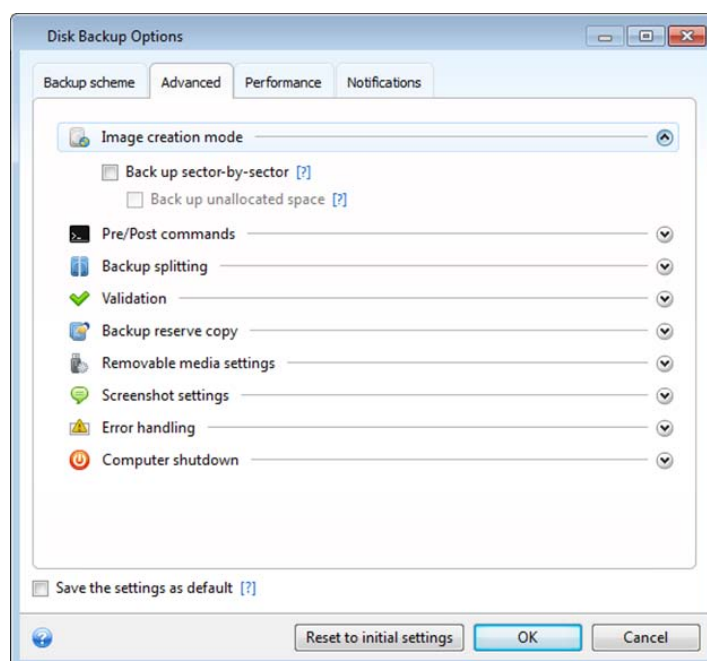 Disk Backup Options
Backup scheme Advanced Performance Notifications
Image creation mode
Back up sector-by-sector [?]
Back up unallocated space [?]
Pre/Post commands
Backup splitting
Validation
Backup reserve copy
Removable media settings
Screenshot settings
Error handling
Computer shutdown
Save the settings as default [?]
? Reset to initial settings OK Cancel